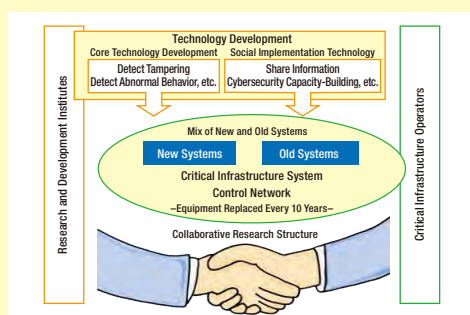 Technology Development
Core Technology Development
Social Implementation Technology
Detect Tampering
Detect Abnormal Behavior, etc.
Share Information
Cybersecurity Capacity-Building, etc.
Research and Development Institutes
Mix of New and Old Systems
New Systems
Old Systems
Critical Infrastructure System
Control Network
–Equipment Replaced Every 10 Years–
Critical Infrastructure Operators
Collaborative Research Structure